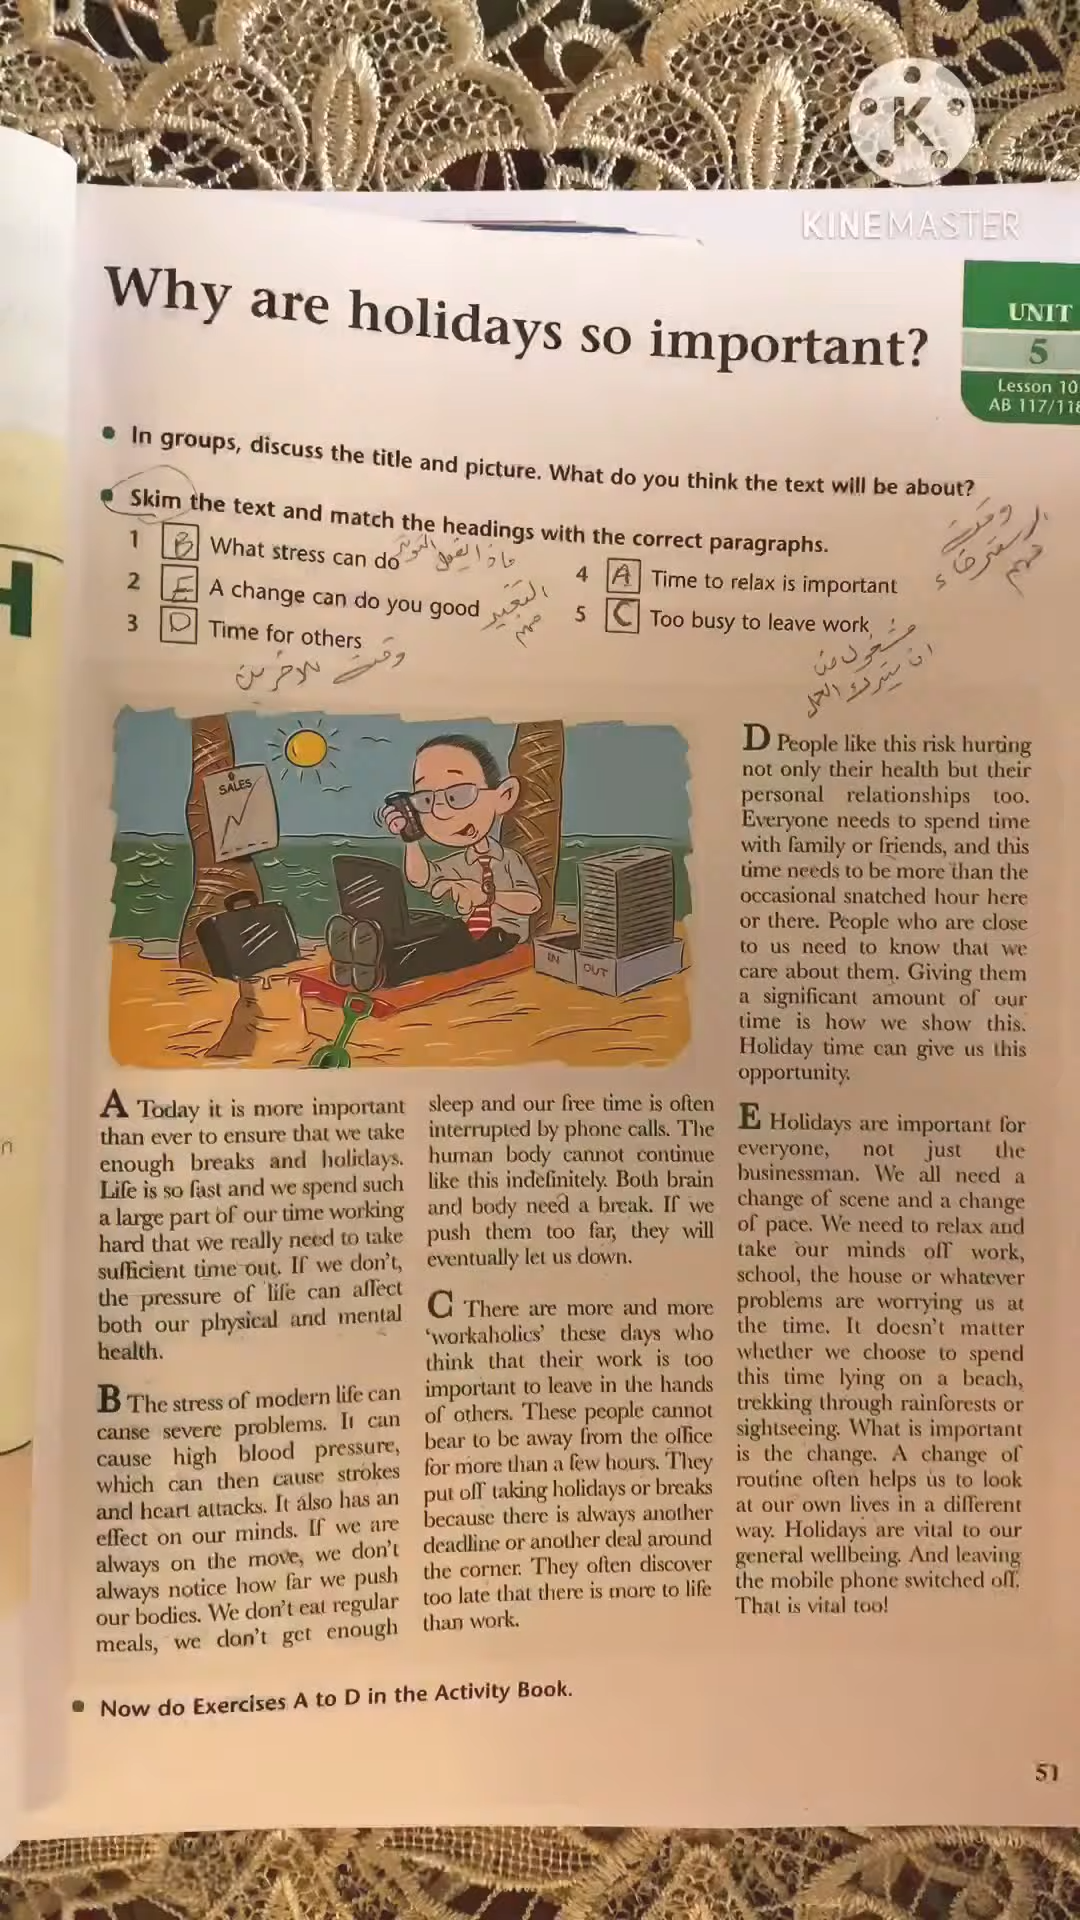 KINEMASTER
Why are holidays so important?
UNIT
5
Lesson 10
AB 117/118
• In groups, discuss the title and picture. What do you think the text will be about?
• Skim the text and match the headings with the correct paragraphs.
1 B What stress can do
ماذا يفعل التوتر
2 E A change can do you good
التغيير
مهم
3 D Time for others
وقت للاخرين
4 A Time to relax is important
وقت
الاسترخاء
مهم
5 C Too busy to leave work
مشغول من
ان يترك العمل
SALES
IN
OUT
A Today it is more important
than ever to ensure that we take
enough breaks and holidays.
Life is so fast and we spend such
a large part of our time working
hard that we really need to take
sufficient time out. If we don't,
the pressure of life can affect
both our physical and mental
health.
B The stress of modern life can
cause severe problems. It can
cause high blood pressure,
which can then cause strokes
and heart attacks. It also has an
effect on our minds. If we are
always on the move, we don't
always notice how far we push
our bodies. We don't eat regular
meals, we don't get enough
sleep and our free time is often
interrupted by phone calls. The
human body cannot continue
like this indefinitely. Both brain
and body need a break. If we
push them too far, they will
eventually let us down.
C There are more and more
'workaholics' these days who
think that their work is too
important to leave in the hands
of others. These people cannot
bear to be away from the office
for more than a few hours. They
put off taking holidays or breaks
because there is always another
deadline or another deal around
the corner. They often discover
too late that there is more to life
than work.
D People like this risk hurting
not only their health but their
personal relationships too.
Everyone needs to spend time
with family or friends, and this
time needs to be more than the
occasional snatched hour here
or there. People who are close
to us need to know that we
care about them. Giving them
a significant amount of our
time is how we show this.
Holiday time can give us this
opportunity.
E Holidays are important for
everyone, not just the
businessman. We all need a
change of scene and a change
of pace. We need to relax and
take our minds off work,
school, the house or whatever
problems are worrying us at
the time. It doesn't matter
whether we choose to spend
this time lying on a beach,
trekking through rainforests or
sightseeing. What is important
is the change. A change of
routine often helps us to look
at our own lives in a different
way. Holidays are vital to our
general wellbeing. And leaving
the mobile phone switched off.
That is vital too!
• Now do Exercises A to D in the Activity Book.
51